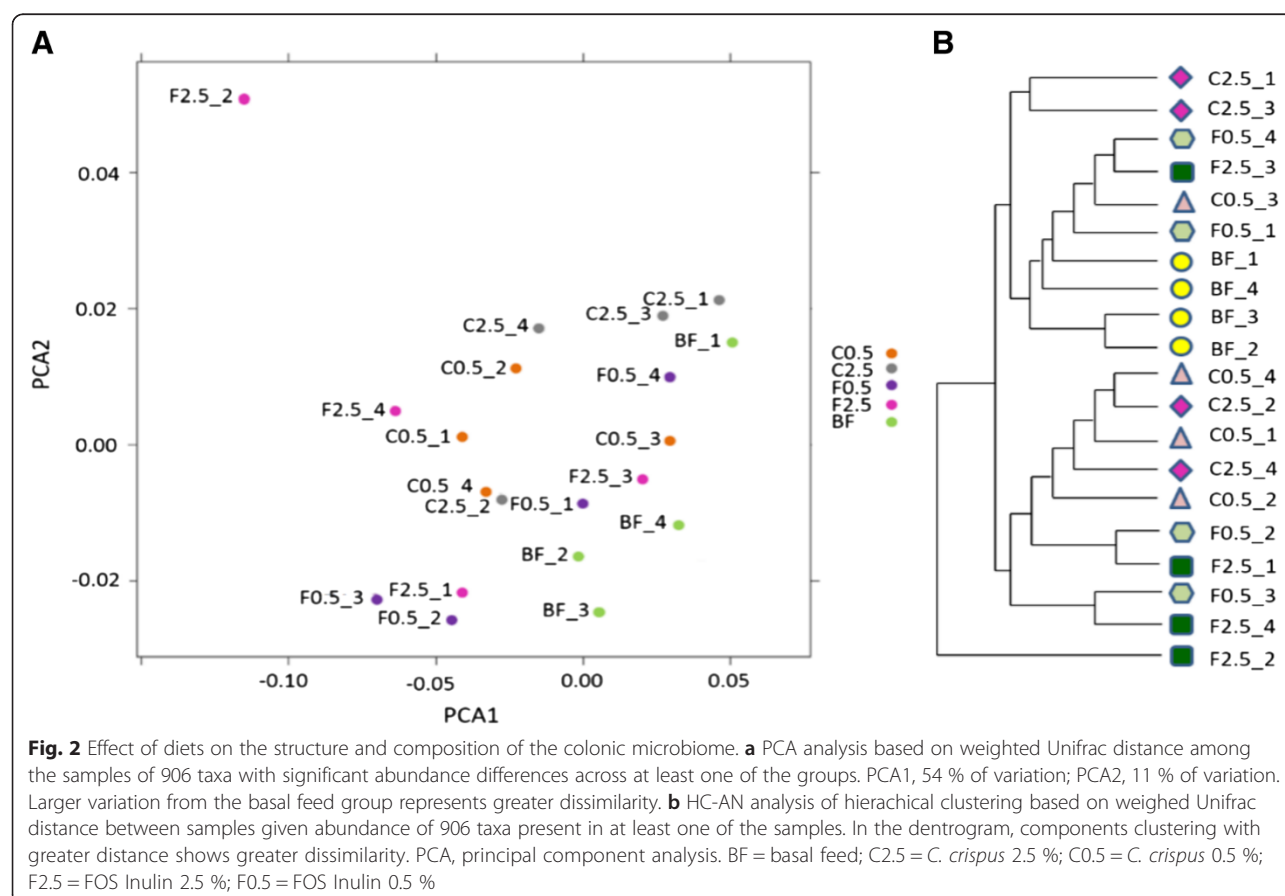 A
B
F2.5_2
0.04
0.02
0.00
-0.02
PCA2
C2.5_1
C2.5_3
C2.5_4
BF_1
C0.5_2
F0.5_4
F2.5_4
C0.5_1
C0.5_3
F2.5_3
C0.5_4
C2.5_2
F0.5_1
BF_4
BF_2
F0.5_3
F2.5_1
F0.5_2
BF_3
-0.10
-0.05
0.00
0.05
PCA1
C0.5
C2.5
F0.5
F2.5
BF
C2.5_1
C2.5_3
F0.5_4
F2.5_3
C0.5_3
F0.5_1
BF_1
BF_4
BF_3
BF_2
C0.5_4
C2.5_2
C0.5_1
C2.5_4
C0.5_2
F0.5_2
F2.5_1
F0.5_3
F2.5_4
F2.5_2
Fig. 2 Effect of diets on the structure and composition of the colonic microbiome. a PCA analysis based on weighted Unifrac distance among
the samples of 906 taxa with significant abundance differences across at least one of the groups. PCA1, 54 % of variation; PCA2, 11 % of variation.
Larger variation from the basal feed group represents greater dissimilarity. b HC-AN analysis of hierachical clustering based on weighed Unifrac
distance between samples given abundance of 906 taxa present in at least one of the samples. In the dentrogram, components clustering with
greater distance shows greater dissimilarity. PCA, principal component analysis. BF = basal feed; C2.5 = C. crispus 2.5 %; C0.5 = C. crispus 0.5 %;
F2.5 = FOS Inulin 2.5 %; F0.5 = FOS Inulin 0.5 %